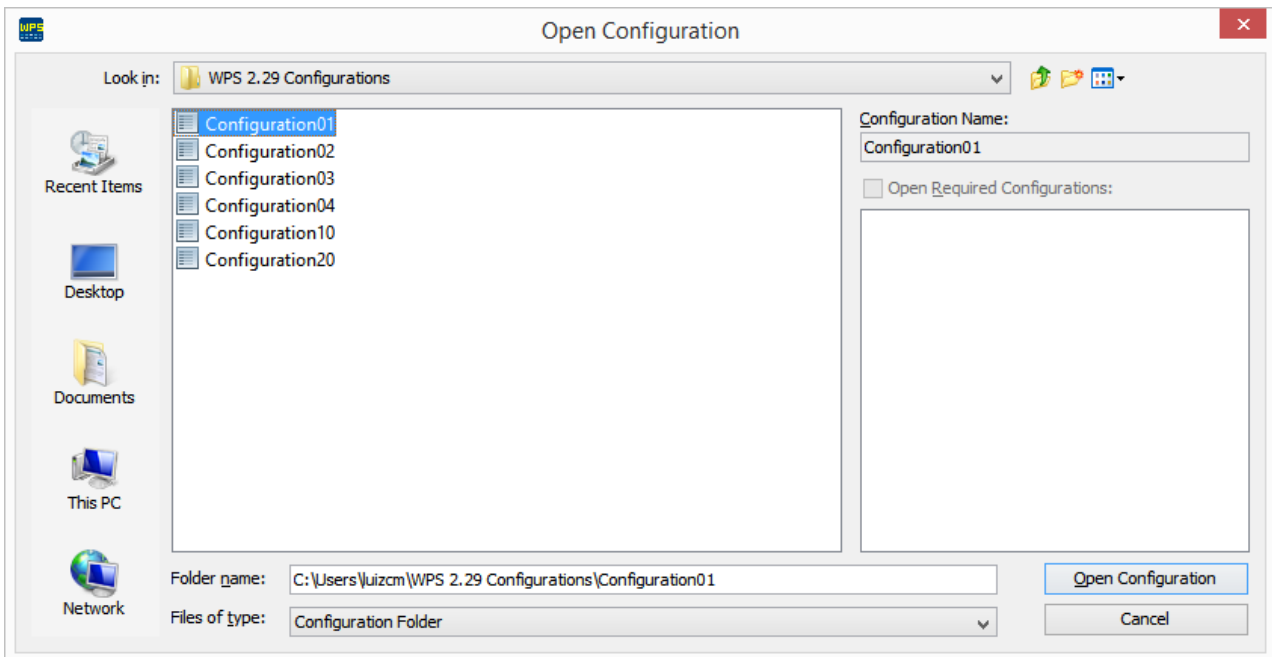 WPS
Open Configuration
Look in:
WPS 2.29 Configurations
Recent Items
Desktop
Documents
This PC
Network
Configuration01
Configuration02
Configuration03
Configuration04
Configuration10
Configuration20
Configuration Name:
Configuration01
Open Required Configurations:
Folder name:
C:\Users\luizcm\WPS 2.29 Configurations\Configuration01
Open Configuration
Files of type:
Configuration Folder
Cancel